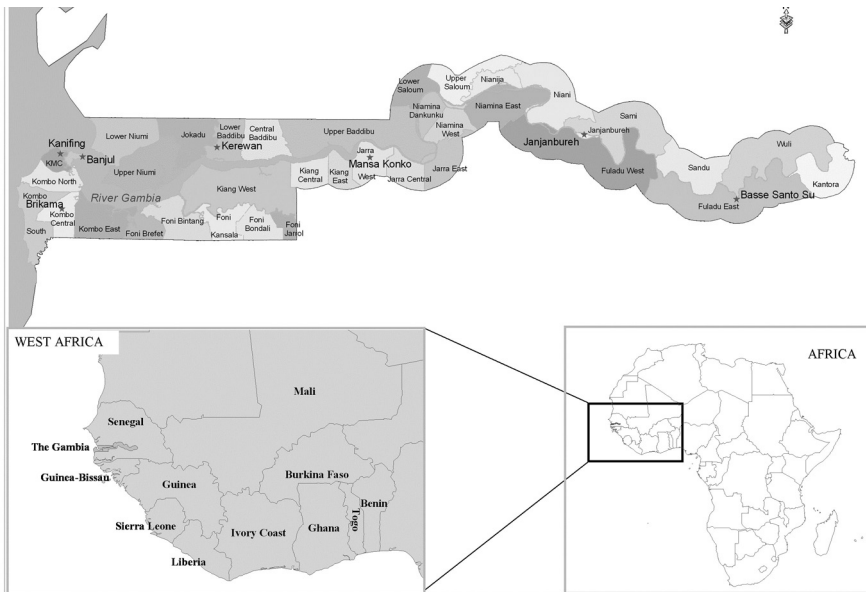 Lower
Saloum
Upper
Saloum
Nianija
Niani
Niamina
Dankunku
Niamina East
Niamina
West
Sami
Janjanbureh
Janjanbureh
Wuli
Sandu
Fuladu West
Kantora
Basse Santo Su
Fuladu East
Lower Niumi
Jokadu
Lower
Baddibu
Central
Baddibu
Upper Baddibu
Kerewan
Kanifing
KMC
Banjul
Upper Niumi
Jarra
West
Mansa Konko
Kiang
Central
Kiang
East
Jarra Central
Jarra East
Kombo North
Kiang West
River Gambia
Kombo
South
Brikama
Kombo
Central
Kombo East
Foni Brefet
Foni Bintang
Foni
Kansala
Foni
Bondali
Foni
Jarrol
WEST AFRICA
Mali
Senegal
The Gambia
Guinea-Bissan
Guinea
Burkina Faso
Benin
Togo
Sierra Leone
Ivory Coast
Ghana
Liberia
AFRICA